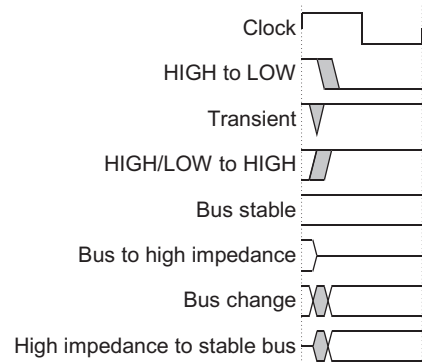 Clock
HIGH to LOW
Transient
HIGH/LOW to HIGH
Bus stable
Bus to high impedance
Bus change
High impedance to stable bus